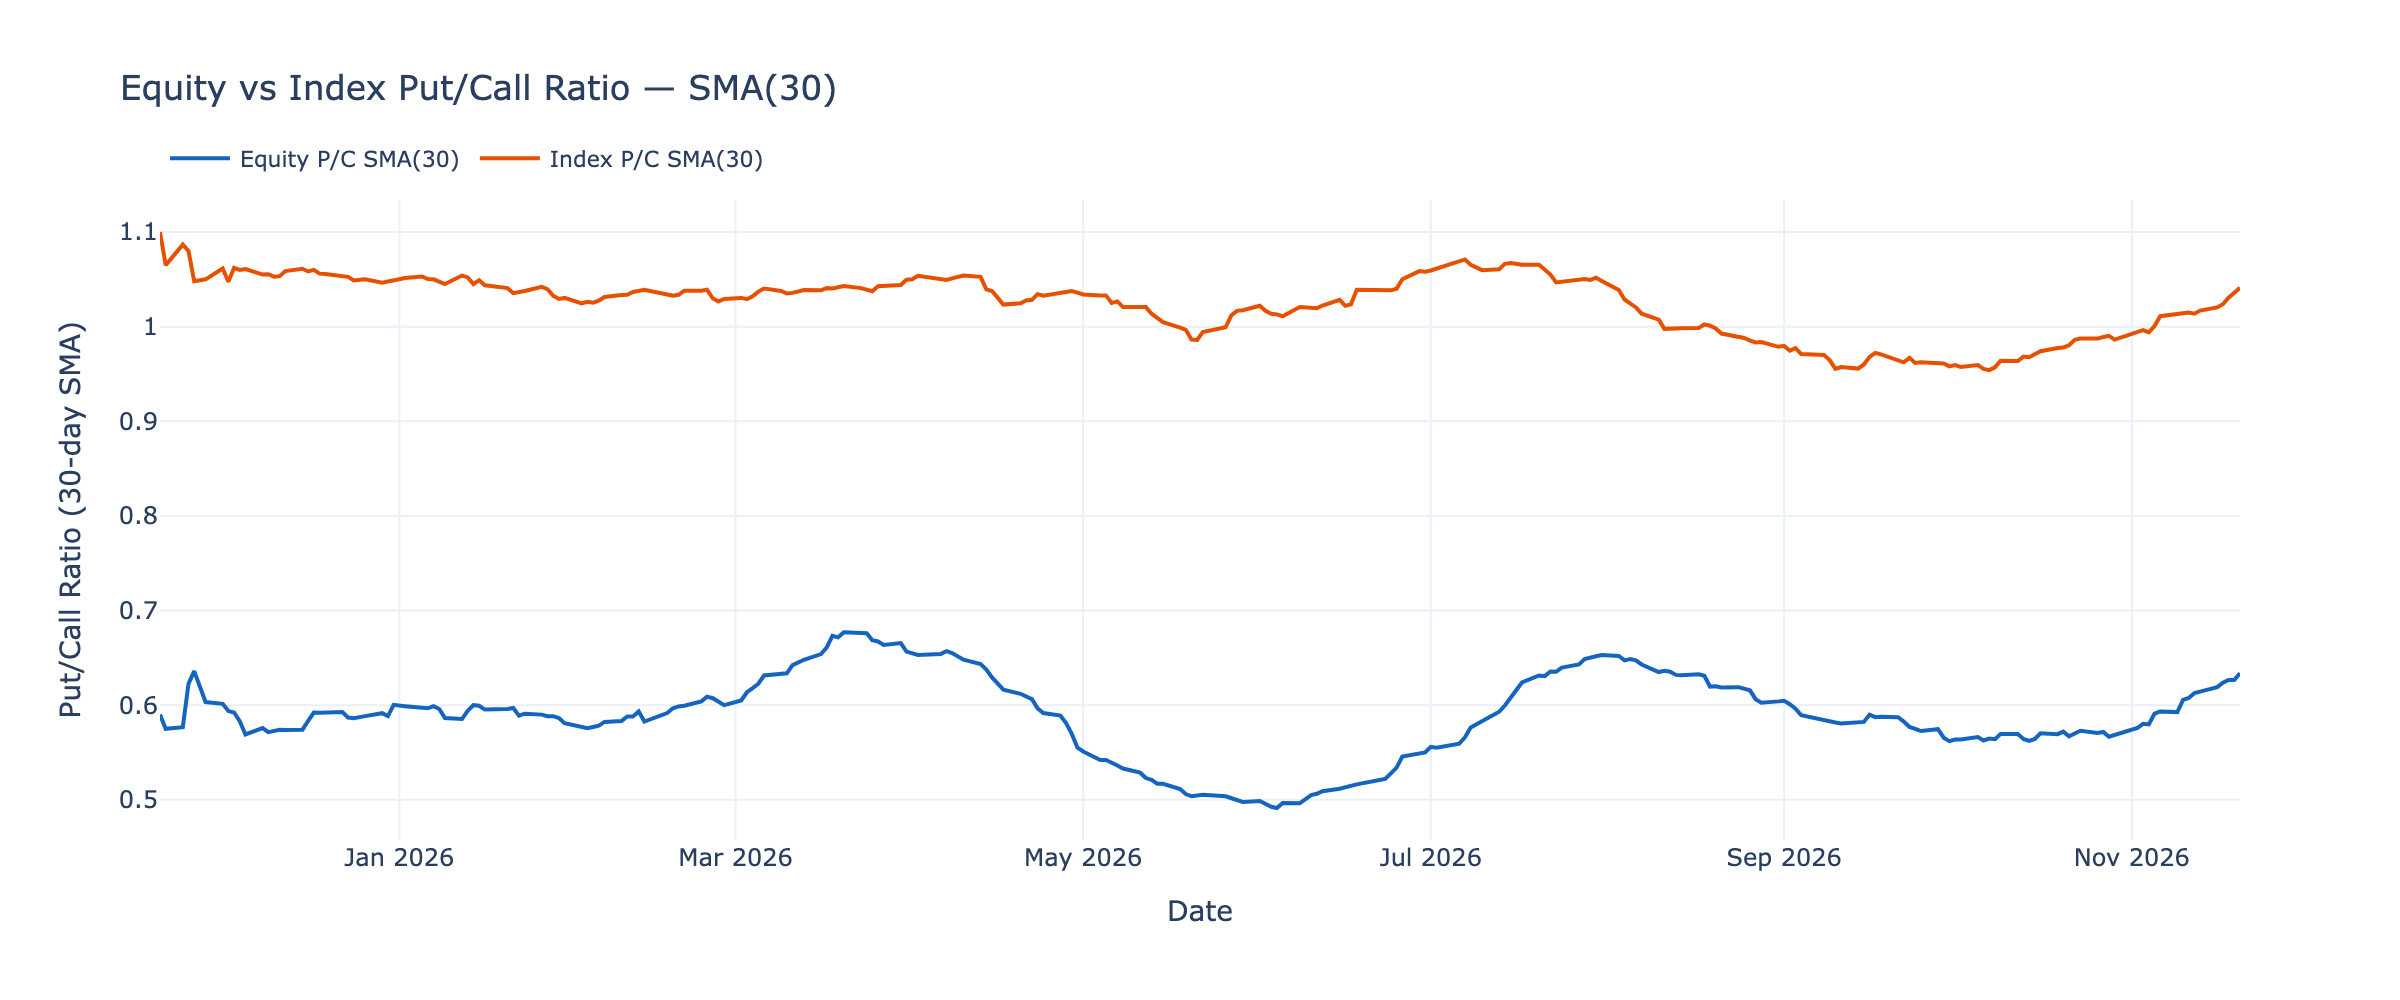 Equity vs Index Put/Call Ratio — SMA(30)
Equity P/C SMA(30)
Index P/C SMA(30)
Put/Call Ratio (30-day SMA)
1.1
1
0.9
0.8
0.7
0.6
0.5
Jan 2026
Mar 2026
May 2026
Jul 2026
Sep 2026
Nov 2026
Date